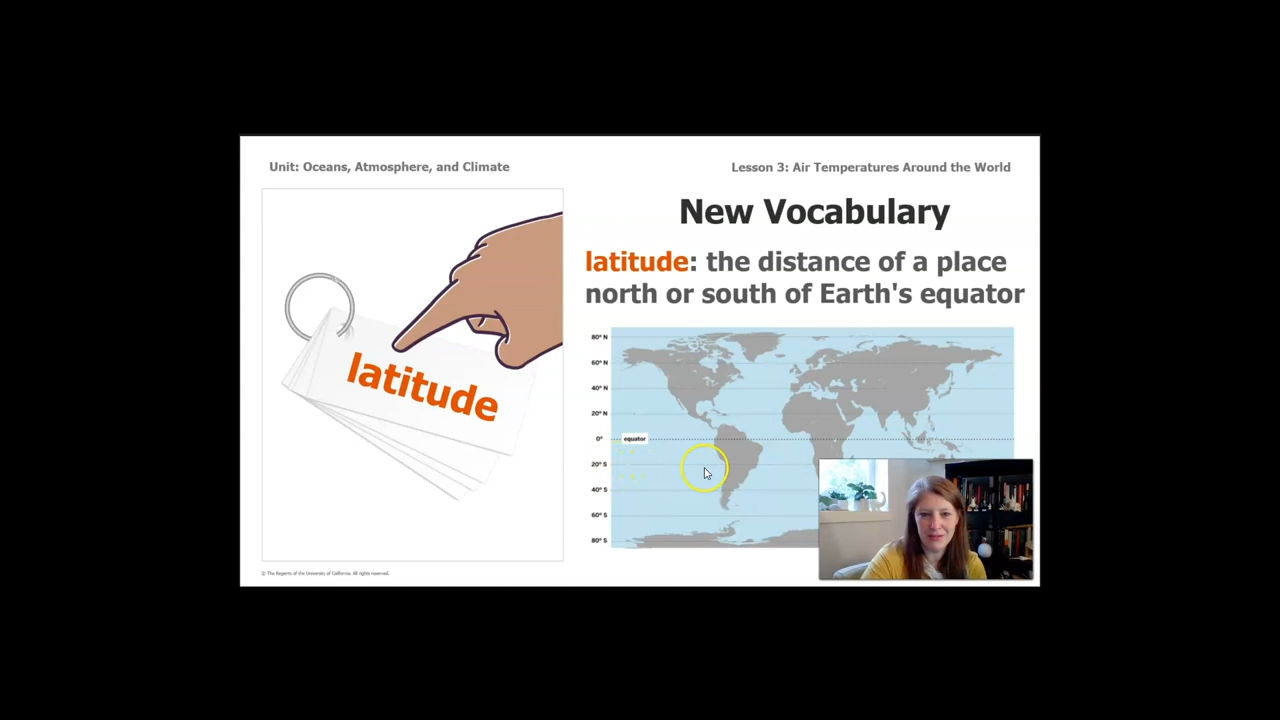 Unit: Oceans, Atmosphere, and Climate
Lesson 3: Air Temperatures Around the World
New Vocabulary
latitude: the distance of a place
north or south of Earth's equator
latitude
80° N
60° N
40° N
20° N
0°
equator
20° S
40° S
60° S
80° S
© The Regents of the University of California. All rights reserved.